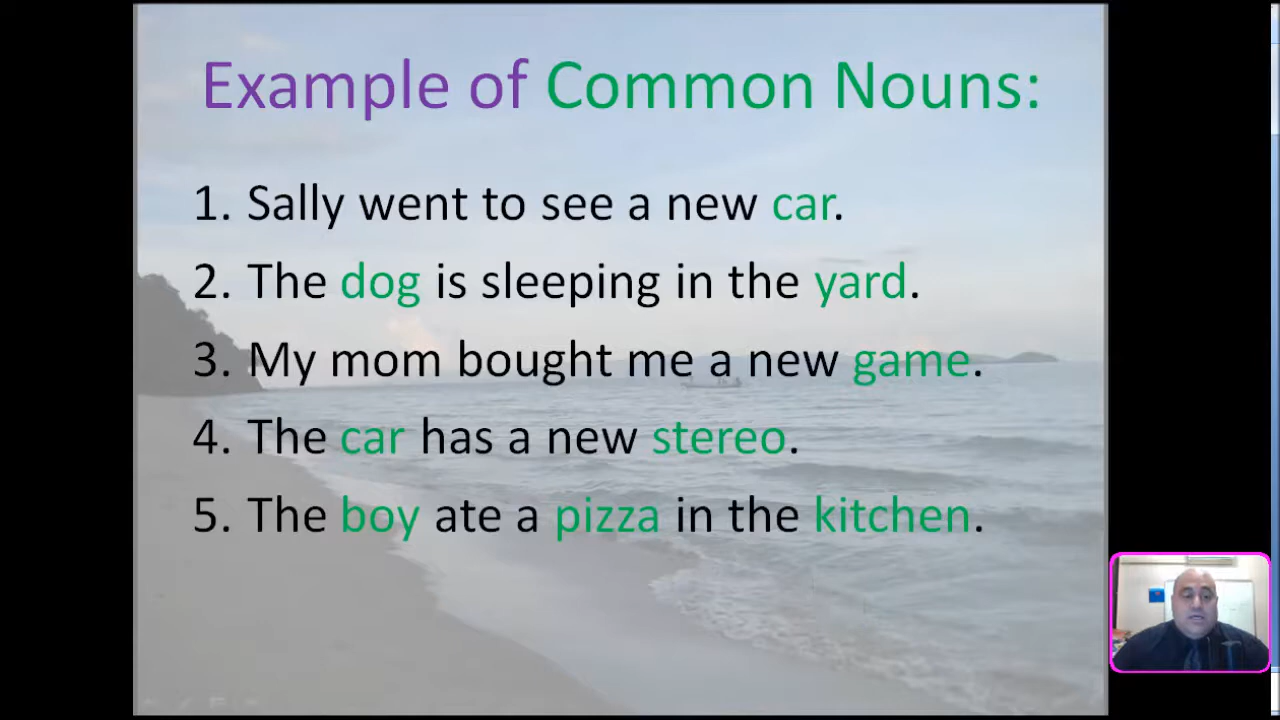 Example of Common Nouns:
1. Sally went to see a new car.
2. The dog is sleeping in the yard.
3. My mom bought me a new game.
4. The car has a new stereo.
5. The boy ate a pizza in the kitchen.